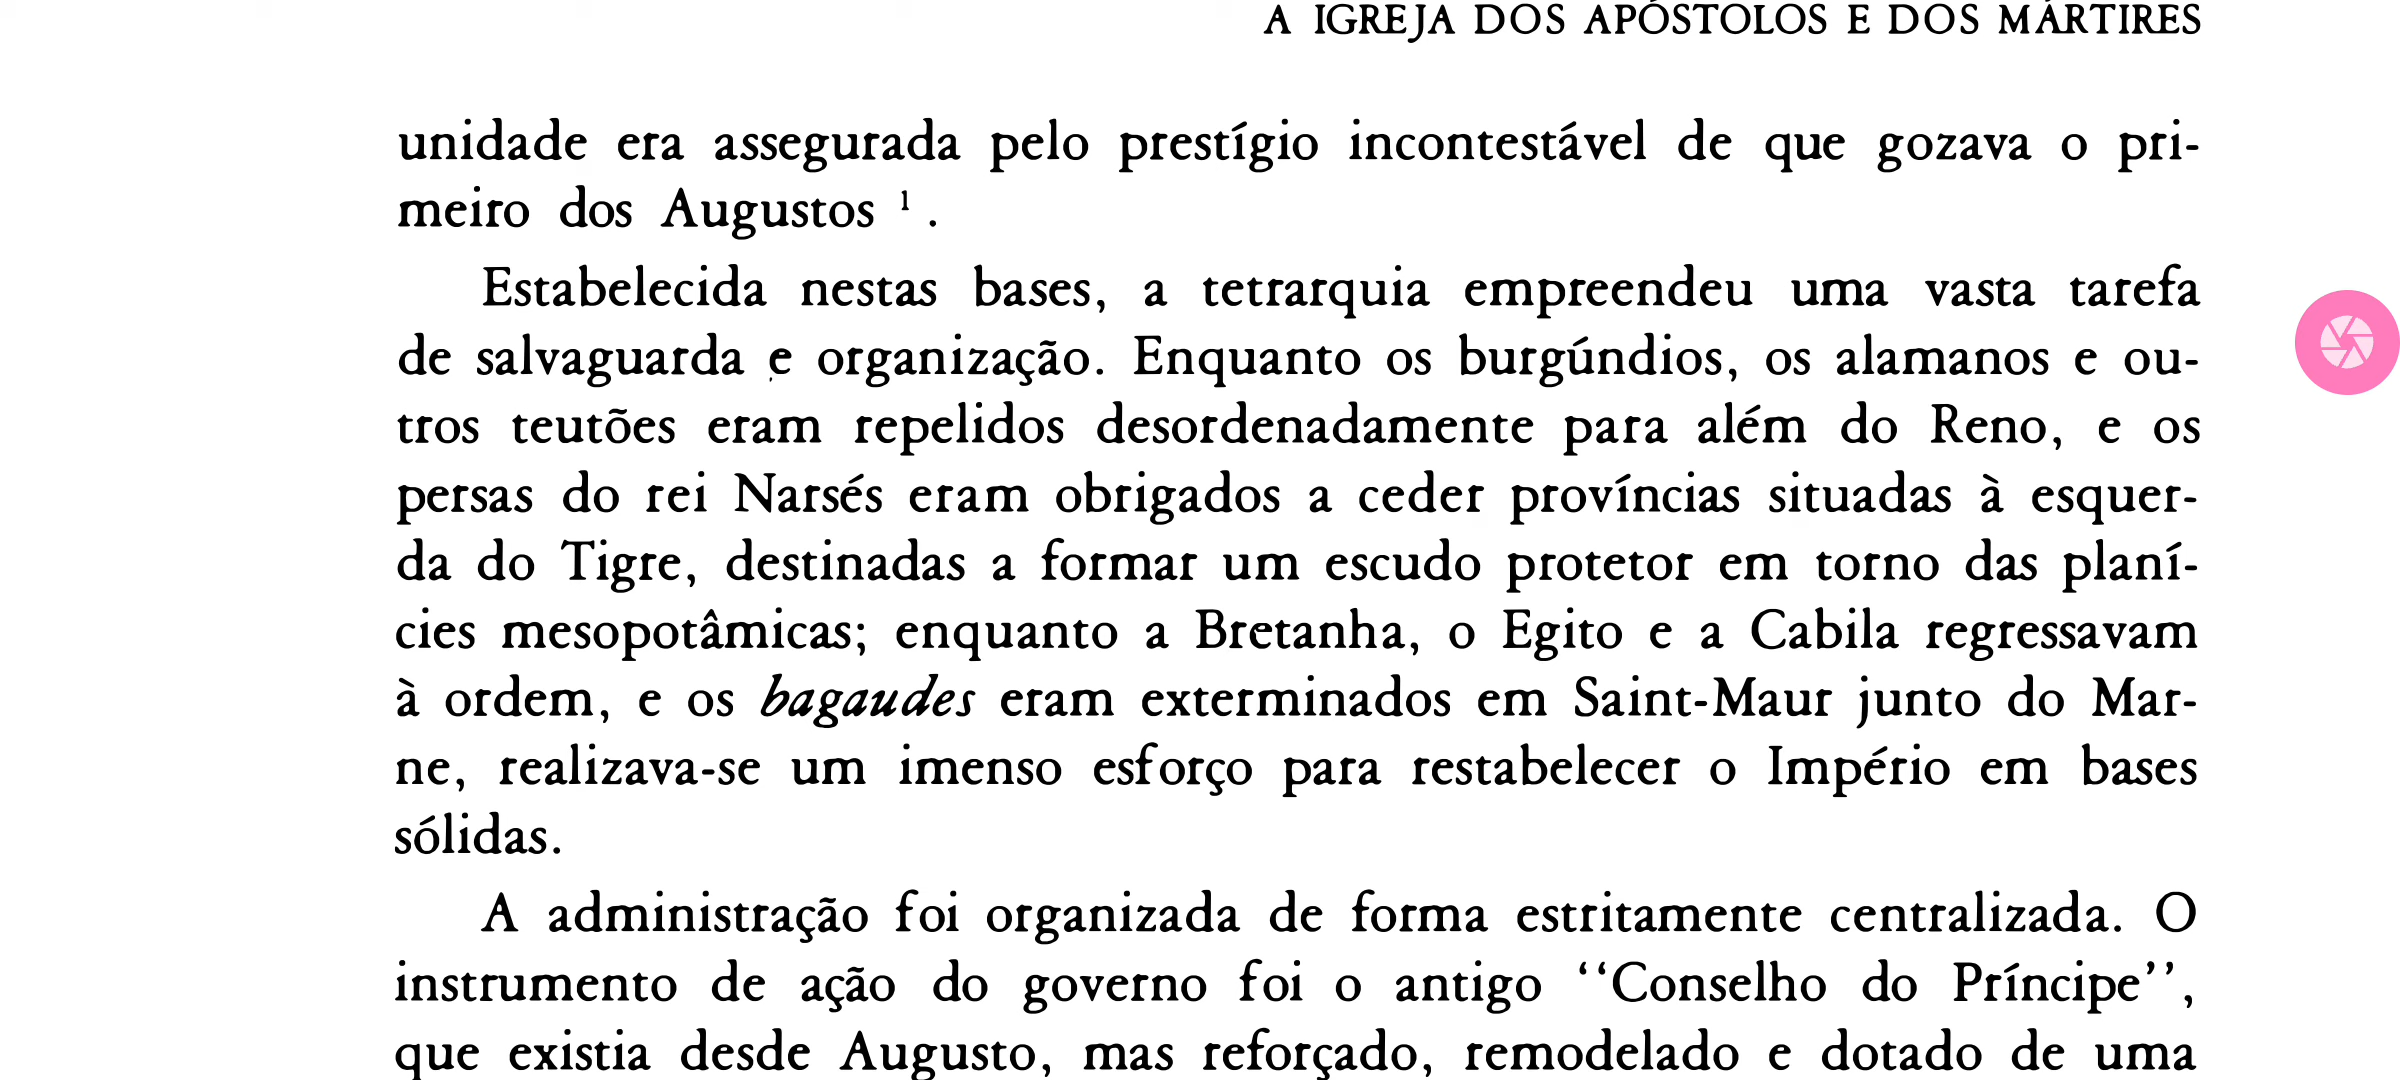 A IGREJA DOS APÓSTOLOS E DOS MÁRTIRES
unidade era assegurada pelo prestígio incontestável de que gozava o pri-
meiro dos Augustos ¹ .
Estabelecida nestas bases, a tetrarquia empreendeu uma vasta tarefa
de salvaguarda e organização. Enquanto os burgúndios, os alamanos e ou-
tros teutões eram repelidos desordenadamente para além do Reno, e os
persas do rei Narsés eram obrigados a ceder províncias situadas à esquer-
da do Tigre, destinadas a formar um escudo protetor em torno das planí-
cies mesopotâmicas; enquanto a Bretanha, o Egito e a Cabila regressavam
à ordem, e os bagaudes eram exterminados em Saint-Maur junto do Mar-
ne, realizava-se um imenso esforço para restabelecer o Império em bases
sólidas.
A administração foi organizada de forma estritamente centralizada. O
instrumento de ação do governo foi o antigo ‘‘Conselho do Príncipe’’,
que existia desde Augusto, mas reforçado, remodelado e dotado de uma